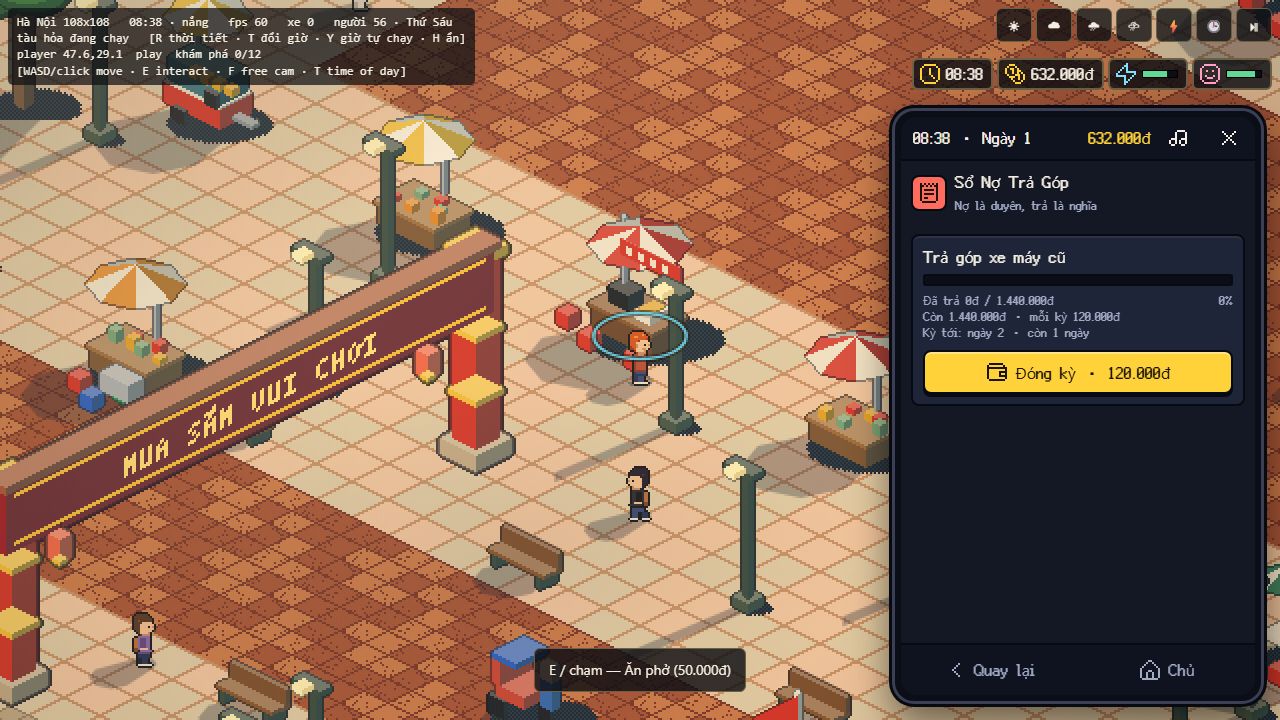 Hà Nội 108x108   08:38 · nắng   fps 60   xe 0   người 56 · Thứ Sáu
tàu hỏa đang chạy   [R thời tiết · T đổi giờ · Y giờ tự chạy · H ẩn]
player 47.6,29.1  play  khám phá 0/12
[WASD/click move · E interact · F free cam · T time of day]
08:38
632.000đ
08:38 · Ngày 1
632.000đ
Sổ Nợ Trả Góp
Nợ là duyên, trả là nghĩa
Trả góp xe máy cũ
Đã trả 0đ / 1.440.000đ
0%
Còn 1.440.000đ · mỗi kỳ 120.000đ
Kỳ tới: ngày 2 · còn 1 ngày
Đóng kỳ · 120.000đ
MUA SẮM VUI CHƠI
E / chạm — Ăn phở (50.000đ)
Quay lại
Chủ